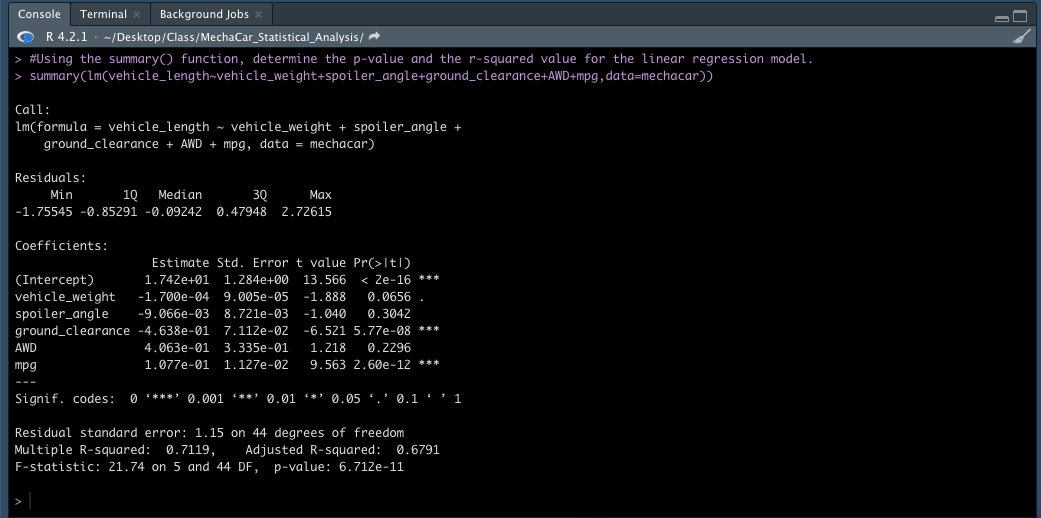 Console Terminal × Background Jobs ×
R 4.2.1 · ~/Desktop/Class/MechaCar_Statistical_Analysis/
> #Using the summary() function, determine the p-value and the r-squared value for the linear regression model.
> summary(lm(vehicle_length~vehicle_weight+spoiler_angle+ground_clearance+AWD+mpg,data=mechacar))
Call:
lm(formula = vehicle_length ~ vehicle_weight + spoiler_angle +
    ground_clearance + AWD + mpg, data = mechacar)
Residuals:
     Min       1Q   Median       3Q      Max
-1.75545 -0.85291 -0.09242  0.47948  2.72615
Coefficients:
                   Estimate Std. Error t value Pr(>|t|)
(Intercept)       1.742e+01  1.284e+00  13.566  < 2e-16 ***
vehicle_weight   -1.700e-04  9.005e-05  -1.888   0.0656 .
spoiler_angle    -9.066e-03  8.721e-03  -1.040   0.3042
ground_clearance -4.638e-01  7.112e-02  -6.521 5.77e-08 ***
AWD               4.063e-01  3.335e-01   1.218   0.2296
mpg               1.077e-01  1.127e-02   9.563 2.60e-12 ***
---
Signif. codes:  0 ‘***’ 0.001 ‘**’ 0.01 ‘*’ 0.05 ‘.’ 0.1 ‘ ’ 1
Residual standard error: 1.15 on 44 degrees of freedom
Multiple R-squared:  0.7119,    Adjusted R-squared:  0.6791
F-statistic: 21.74 on 5 and 44 DF,  p-value: 6.712e-11
>